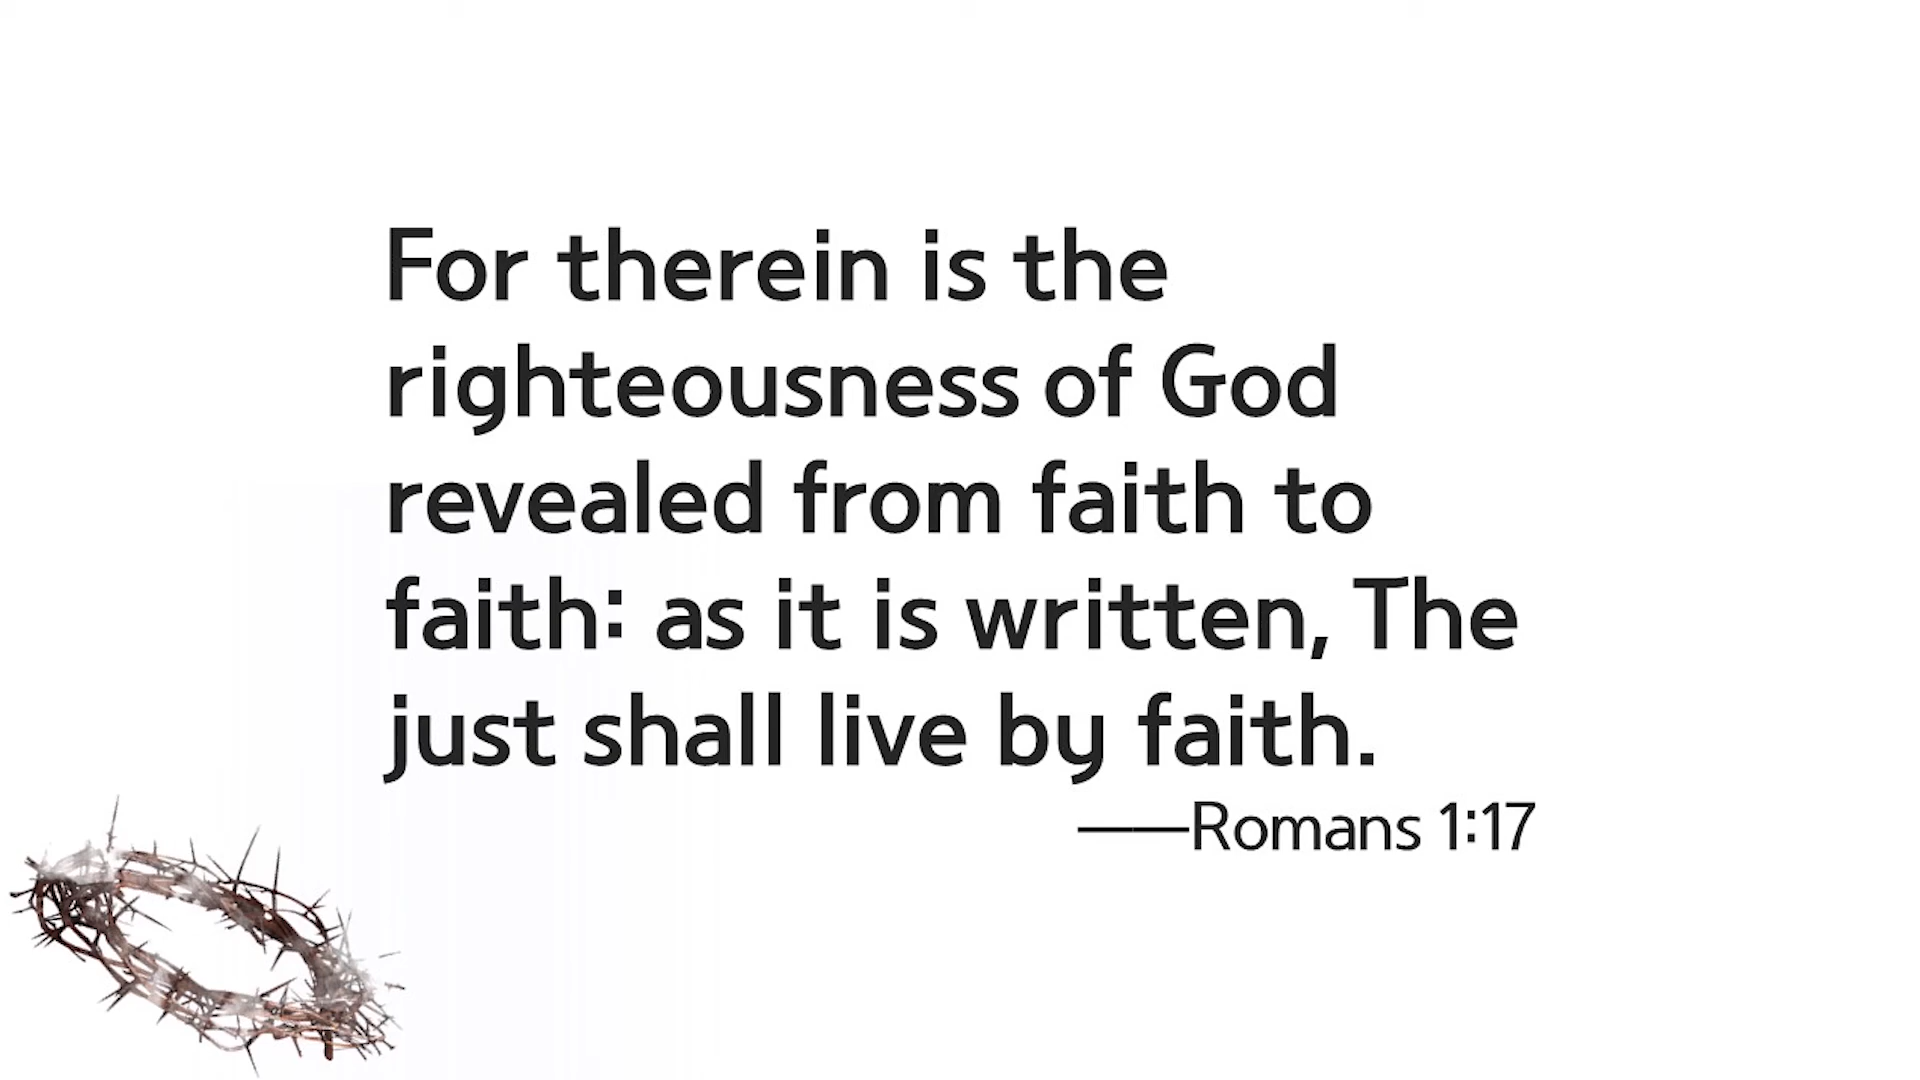 For therein is the
righteousness of God
revealed from faith to
faith: as it is written, The
just shall live by faith.
——Romans 1:17